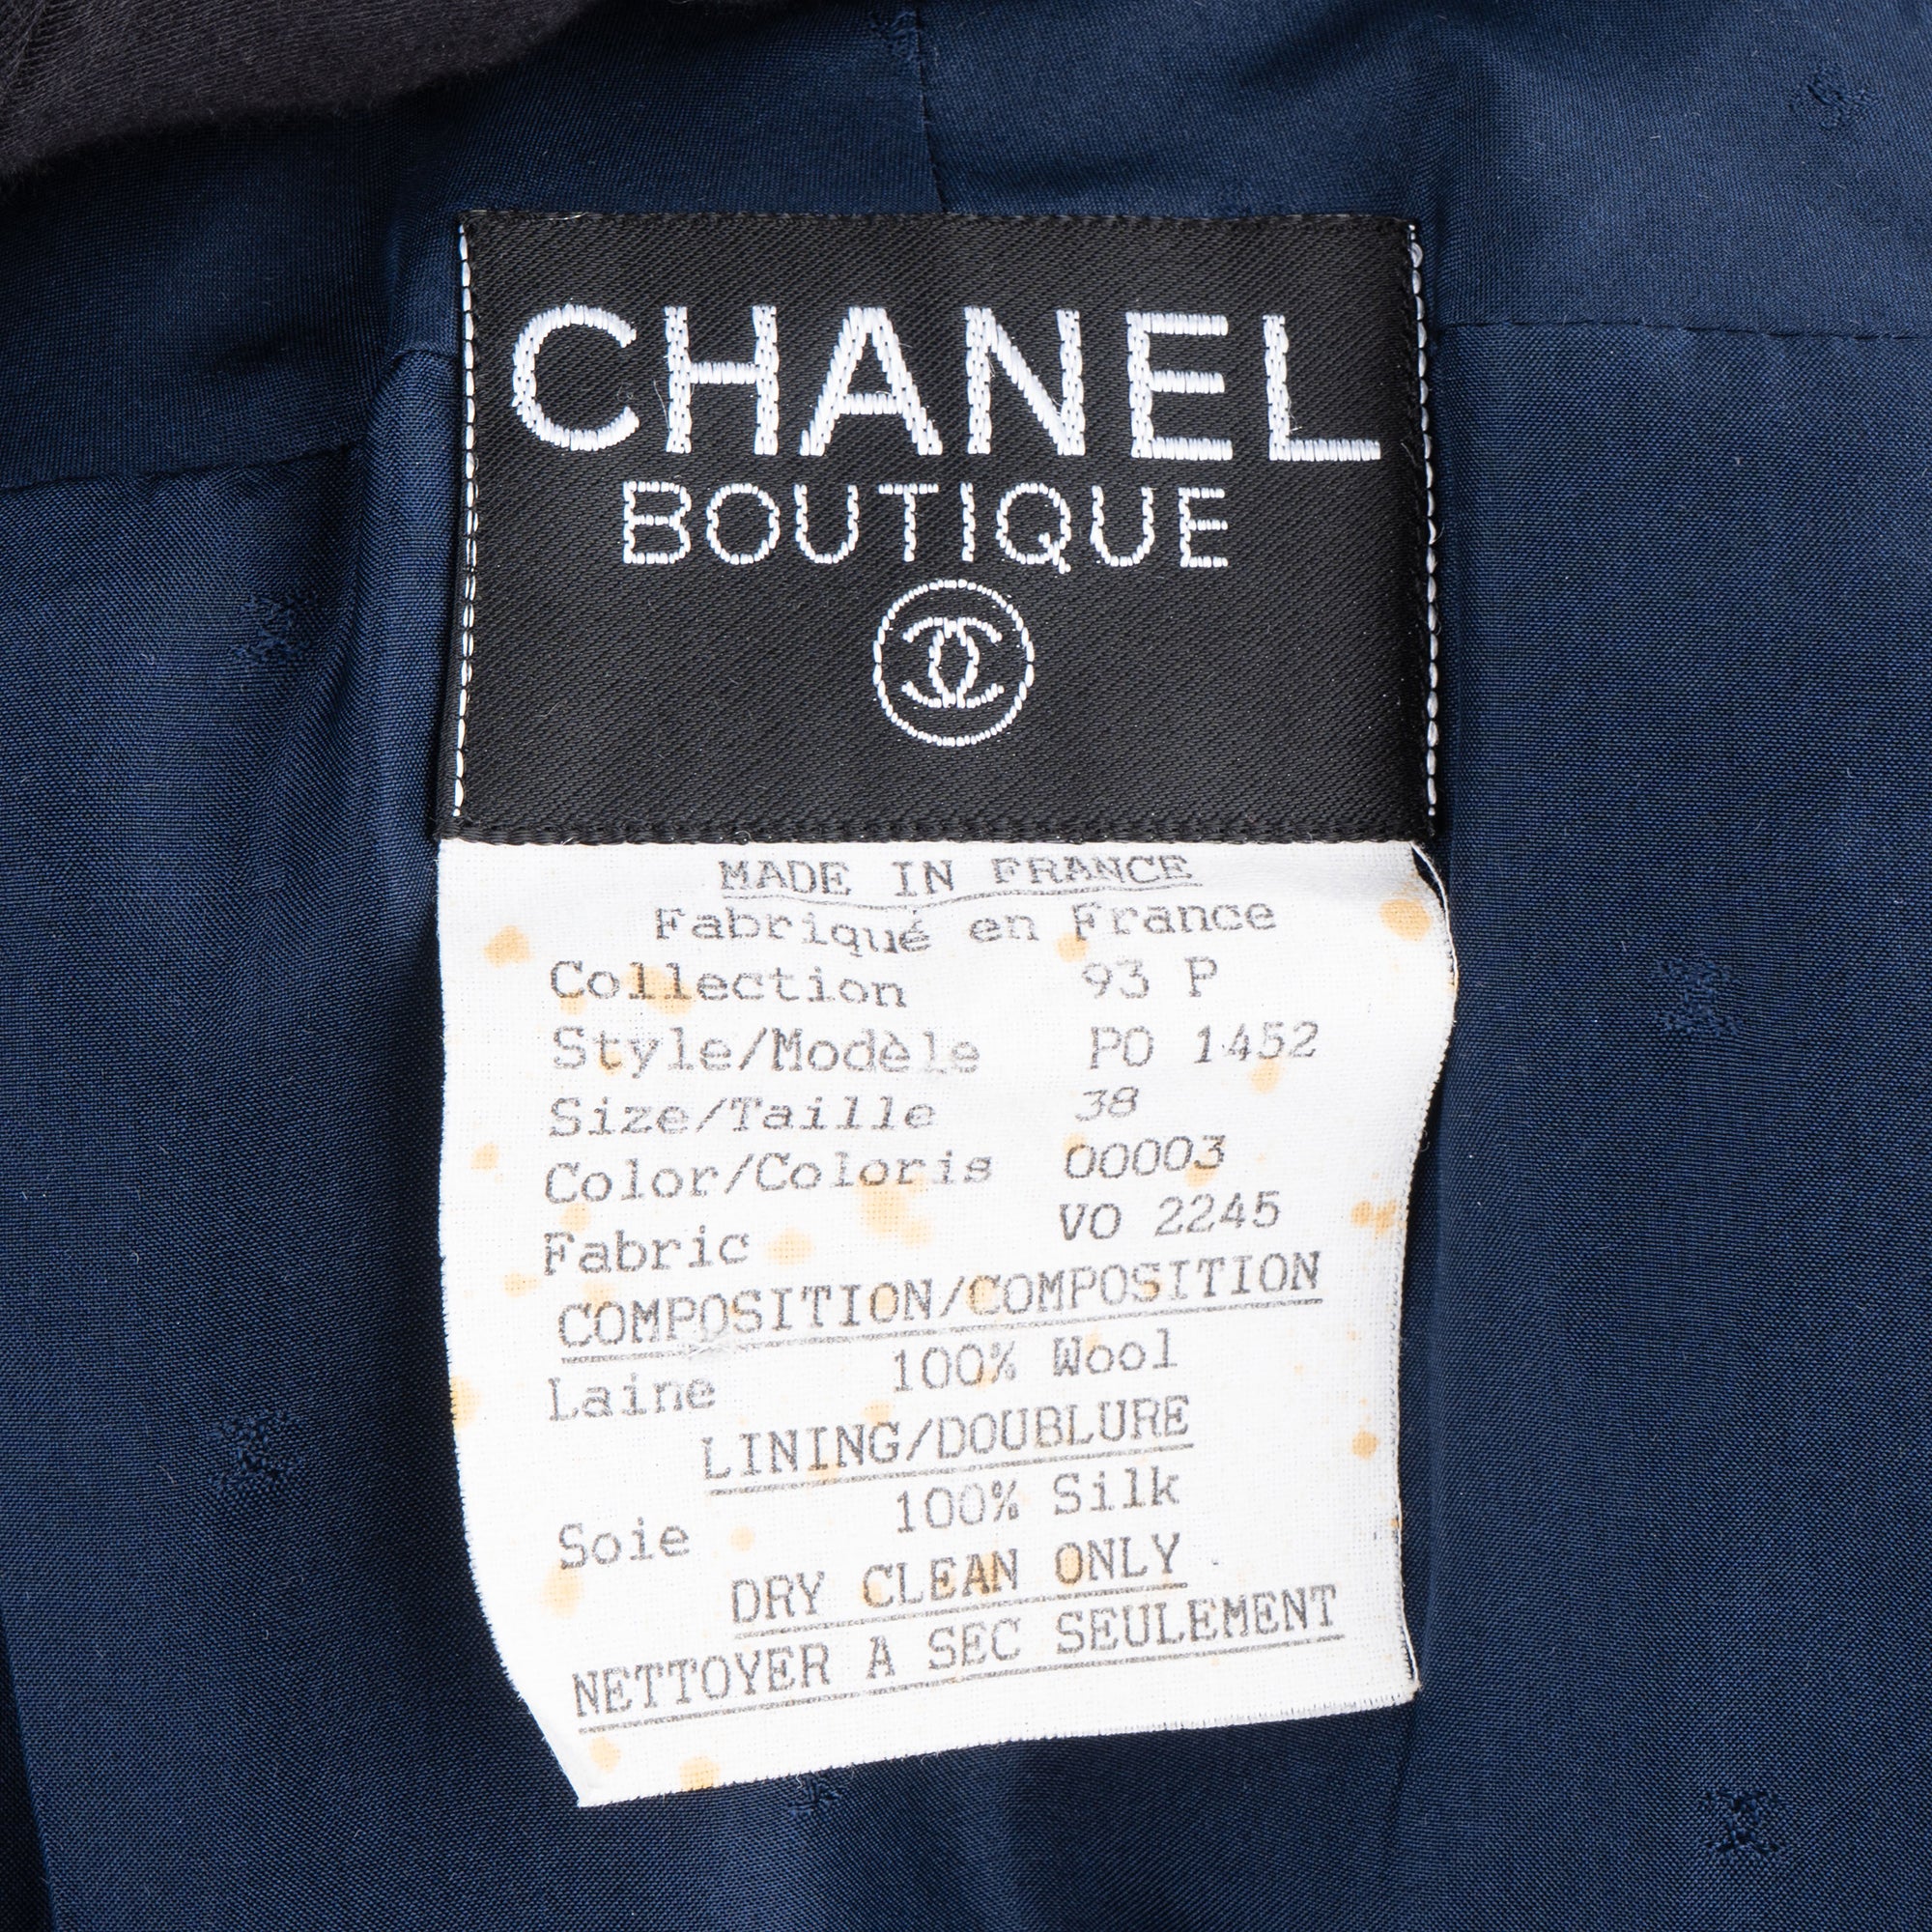 CHANEL
BOUTIQUE
MADE IN FRANCE
Fabriqué en France
Collection 93 P
Style/Modèle PO 1452
Size/Taille 38
Color/Coloris 00003
Fabric VO 2245
COMPOSITION/COMPOSITION
Laine 100% Wool
LINING/DOUBLURE
Soie 100% Silk
DRY CLEAN ONLY
NETTOYER A SEC SEULEMENT